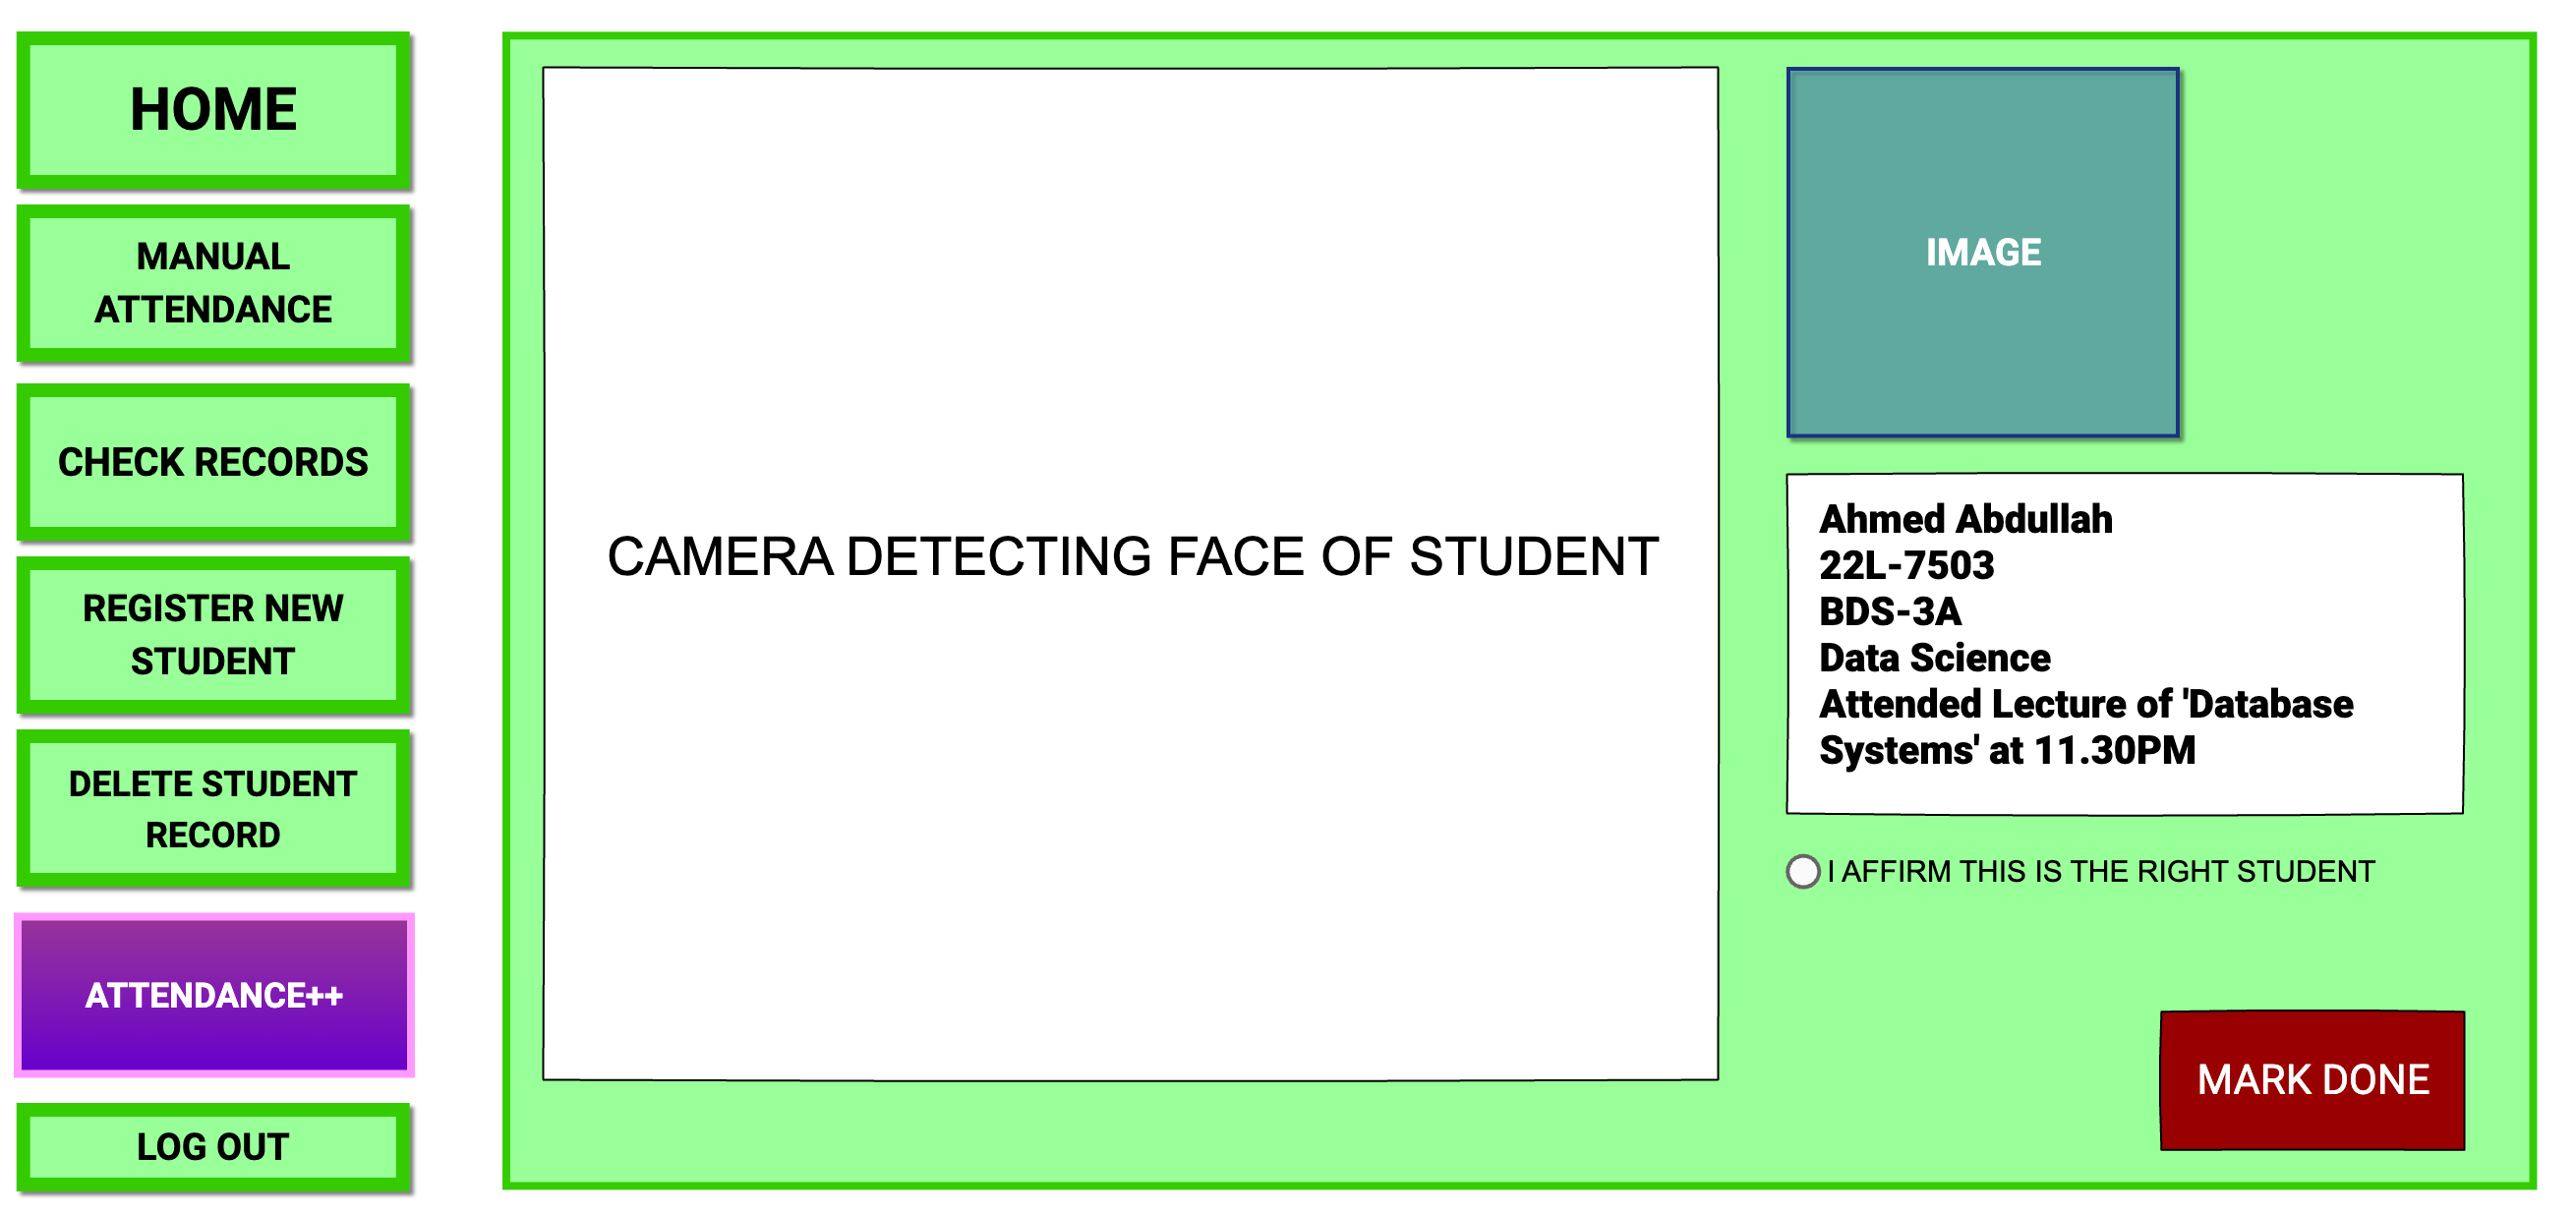 HOME
MANUAL
ATTENDANCE
CHECK RECORDS
REGISTER NEW
STUDENT
DELETE STUDENT
RECORD
ATTENDANCE++
LOG OUT
CAMERA DETECTING FACE OF STUDENT
IMAGE
Ahmed Abdullah
22L-7503
BDS-3A
Data Science
Attended Lecture of 'Database
Systems' at 11.30PM
I AFFIRM THIS IS THE RIGHT STUDENT
MARK DONE